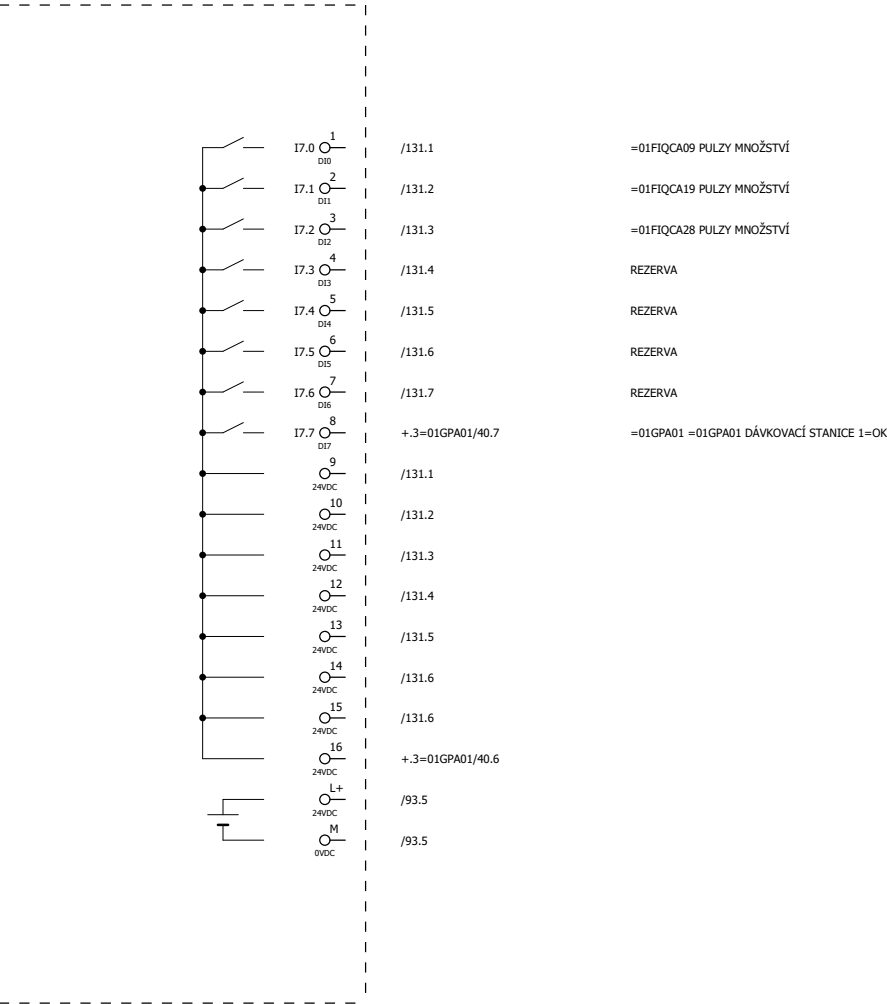 1
I7.0 /131.1 =01FIQCA09 PULZY MNOŽSTVÍ
DI0
2
I7.1 /131.2 =01FIQCA19 PULZY MNOŽSTVÍ
DI1
3
I7.2 /131.3 =01FIQCA28 PULZY MNOŽSTVÍ
DI2
4
I7.3 /131.4 REZERVA
DI3
5
I7.4 /131.5 REZERVA
DI4
6
I7.5 /131.6 REZERVA
DI5
7
I7.6 /131.7 REZERVA
DI6
8
I7.7 +.3=01GPA01/40.7 =01GPA01 =01GPA01 DÁVKOVACÍ STANICE 1=OK
DI7
9
/131.1
24VDC
10
/131.2
24VDC
11
/131.3
24VDC
12
/131.4
24VDC
13
/131.5
24VDC
14
/131.6
24VDC
15
/131.6
24VDC
16
+.3=01GPA01/40.6
24VDC
L+
/93.5
24VDC
M
/93.5
0VDC